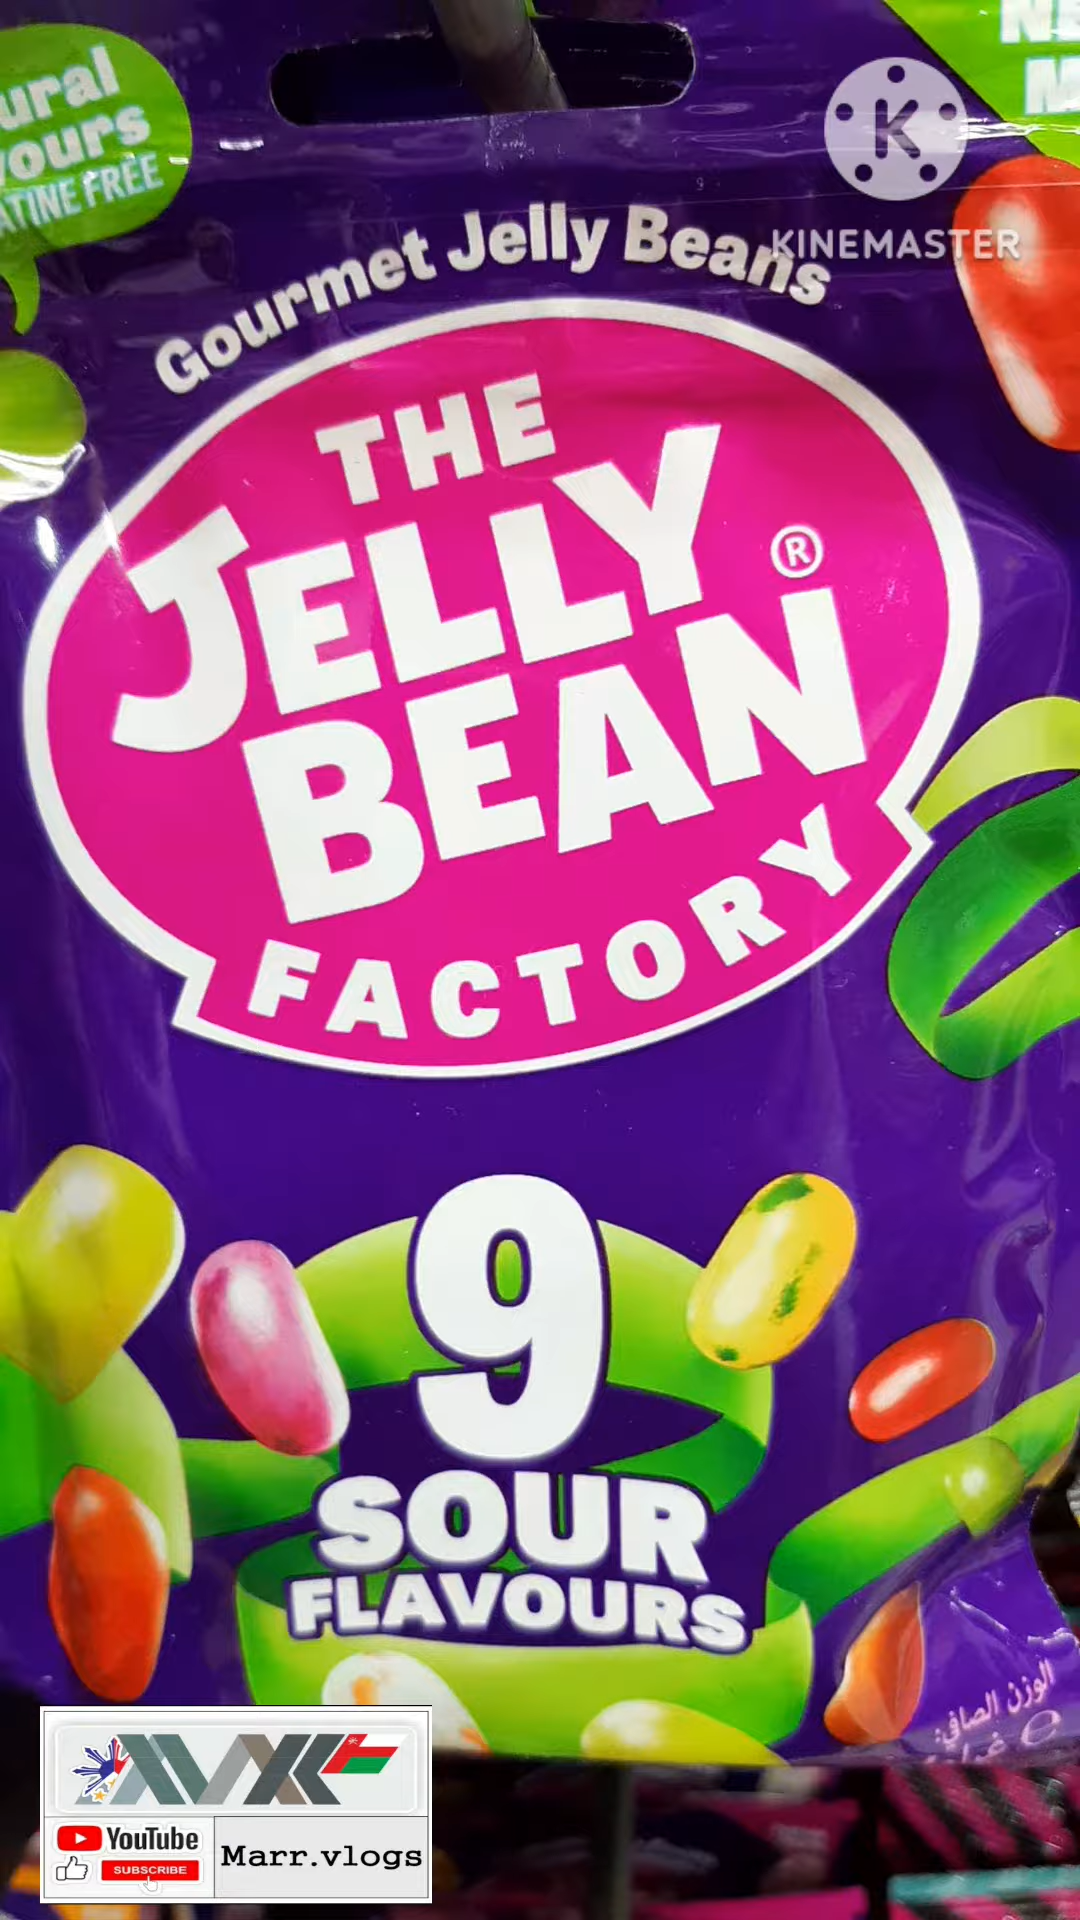 ural
yours
ATINE FREE
KINEMASTER
Gourmet Jelly Beans
THE
JELLY
BEAN
®
FACTORY
9
SOUR
FLAVOURS
الوزن الصافي:
YouTube
SUBSCRIBE
Marr.vlogs